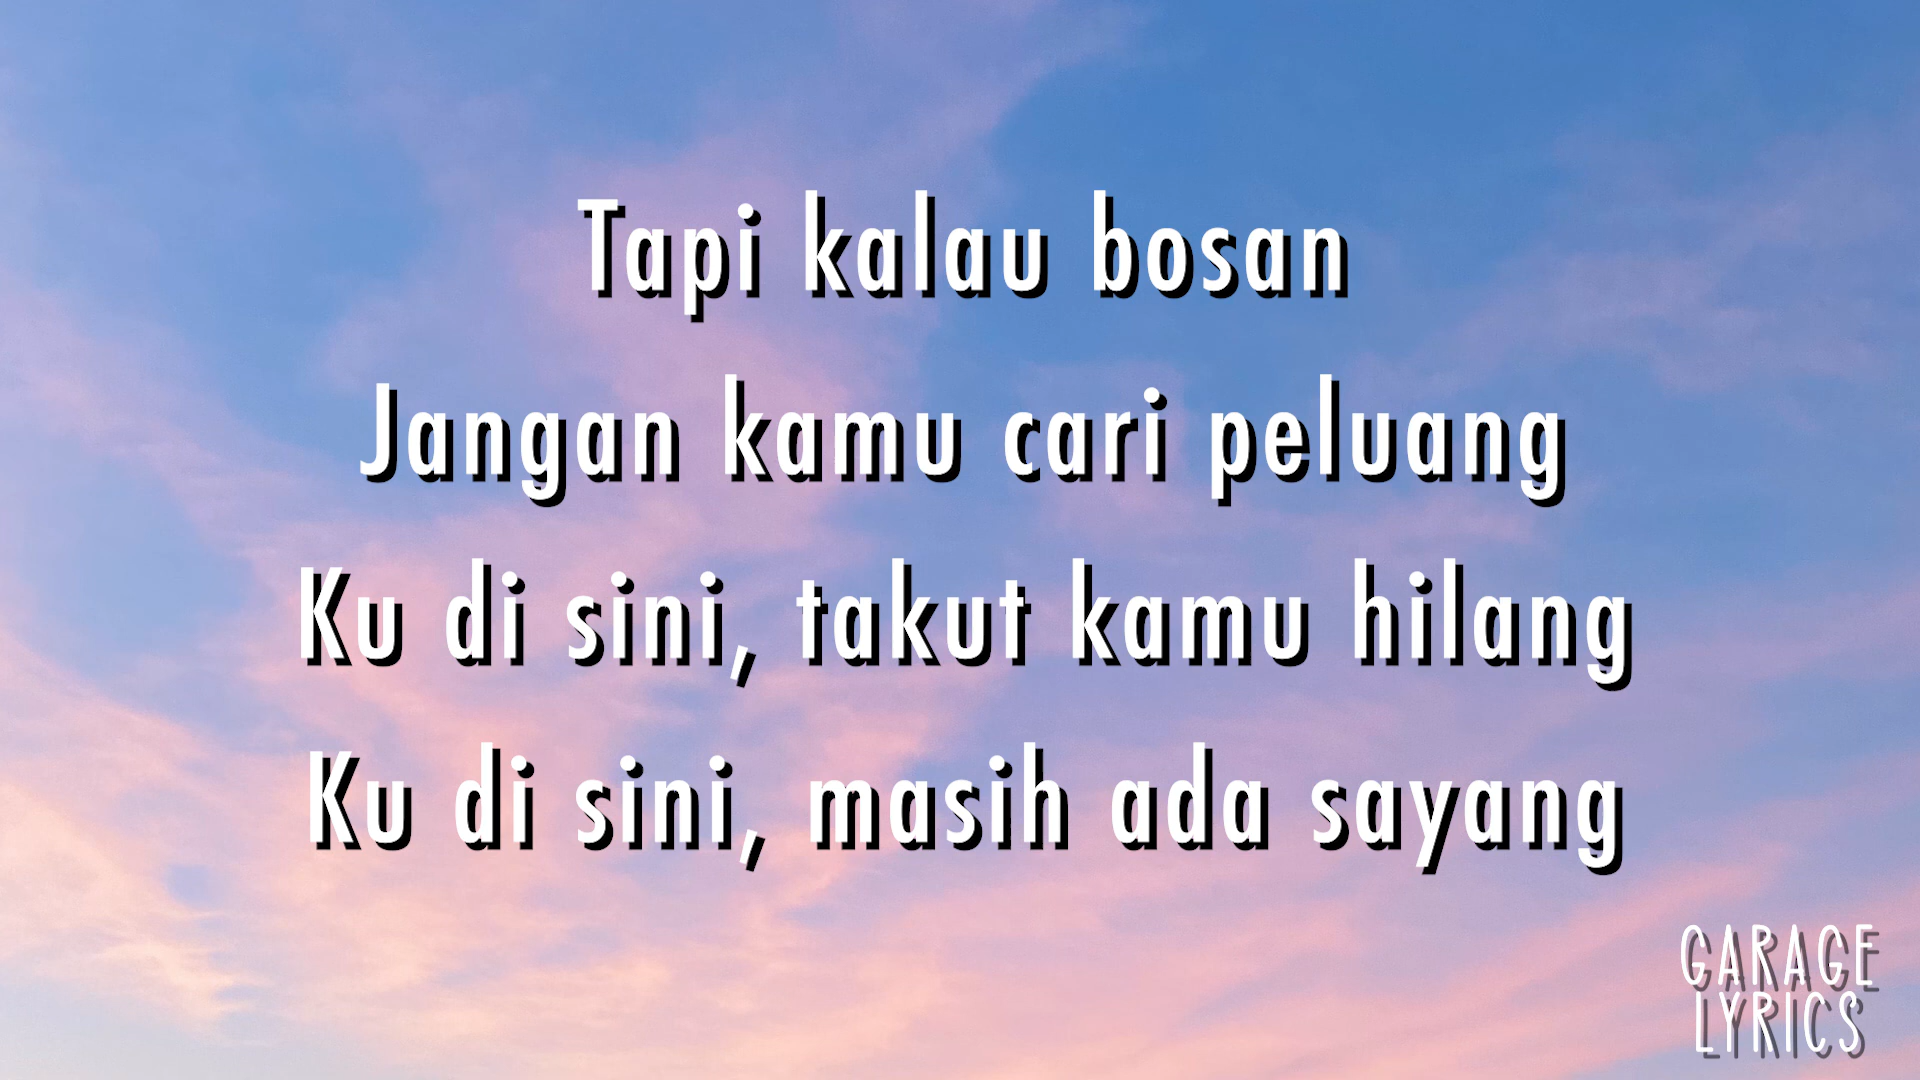 Tapi kalau bosan
Jangan kamu cari peluang
Ku di sini, takut kamu hilang
Ku di sini, masih ada sayang
GARAGE
LYRICS